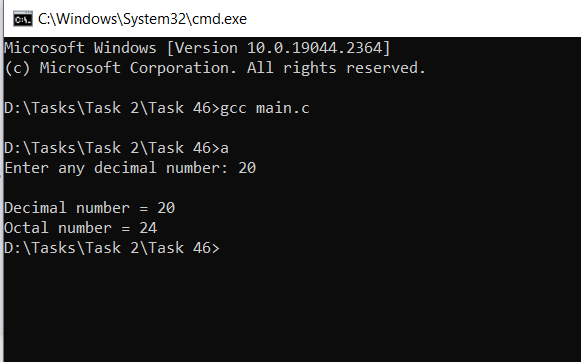 C:\Windows\System32\cmd.exe
Microsoft Windows [Version 10.0.19044.2364]
(c) Microsoft Corporation. All rights reserved.
D:\Tasks\Task 2\Task 46>gcc main.c
D:\Tasks\Task 2\Task 46>a
Enter any decimal number: 20
Decimal number = 20
Octal number = 24
D:\Tasks\Task 2\Task 46>